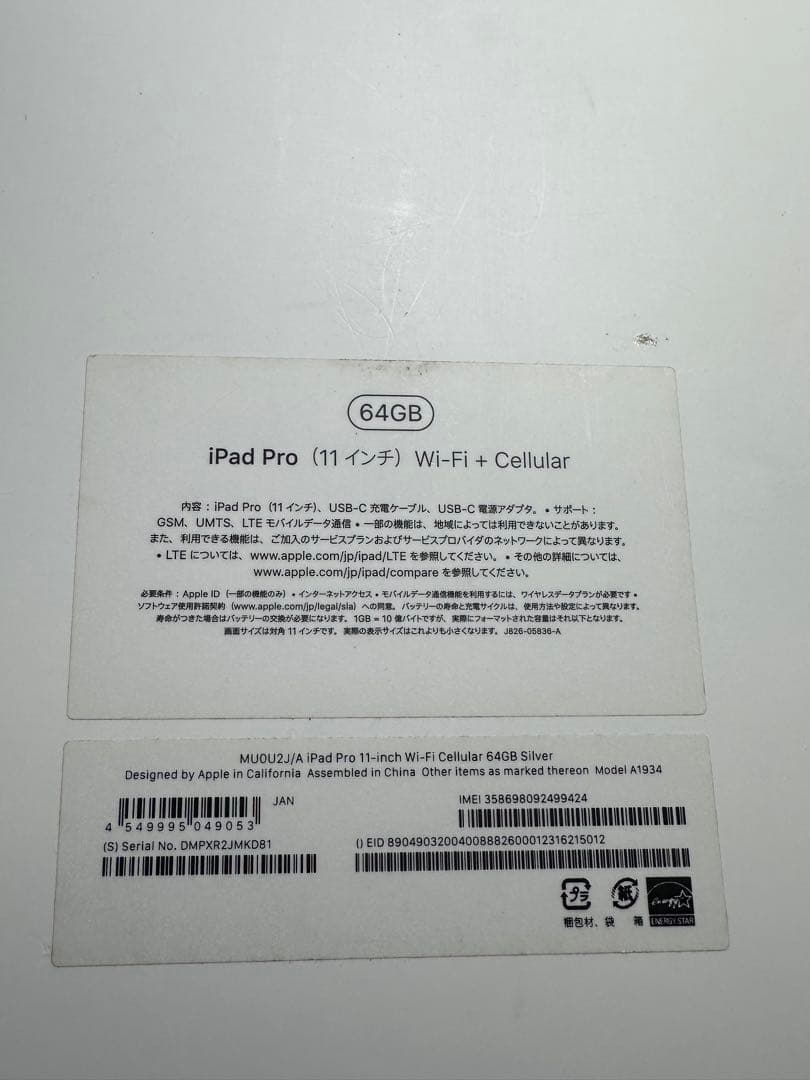 64GB
iPad Pro（11 インチ）Wi-Fi + Cellular
内容：iPad Pro（11 インチ）、USB-C 充電ケーブル、USB-C 電源アダプタ。• サポート：
GSM、UMTS、LTE モバイルデータ通信 • 一部の機能は、地域によっては利用できないことがあります。
また、利用できる機能は、ご加入のサービスプランおよびサービスプロバイダのネットワークによって異なります。
• LTE については、www.apple.com/jp/ipad/LTE を参照してください。• その他の詳細については、
www.apple.com/jp/ipad/compare を参照してください。
必要条件：Apple ID（一部の機能のみ）• インターネットアクセス • モバイルデータ通信機能を利用するには、ワイヤレスデータプランが必要です •
ソフトウェア使用許諾契約（www.apple.com/jp/legal/sla）への同意。バッテリーの寿命と充電サイクルは、使用方法や設定によって異なります。
寿命がつきた場合はバッテリーの交換が必要になります。1GB = 10 億バイトですが、実際にフォーマットされた容量はそれ以下となります。
画面サイズは対角 11 インチです。実際の表示サイズはこれよりも小さくなります。J826-05836-A
MU0U2J/A iPad Pro 11-inch Wi-Fi Cellular 64GB Silver
Designed by Apple in California Assembled in China Other items as marked thereon Model A1934
JAN
4 549995 049053
IMEI 358698092499424
(S) Serial No. DMPXR2JMKD81
() EID 89049032004008882600012316215012
プラ
紙
energy
ENERGY STAR
梱包材、袋 箱